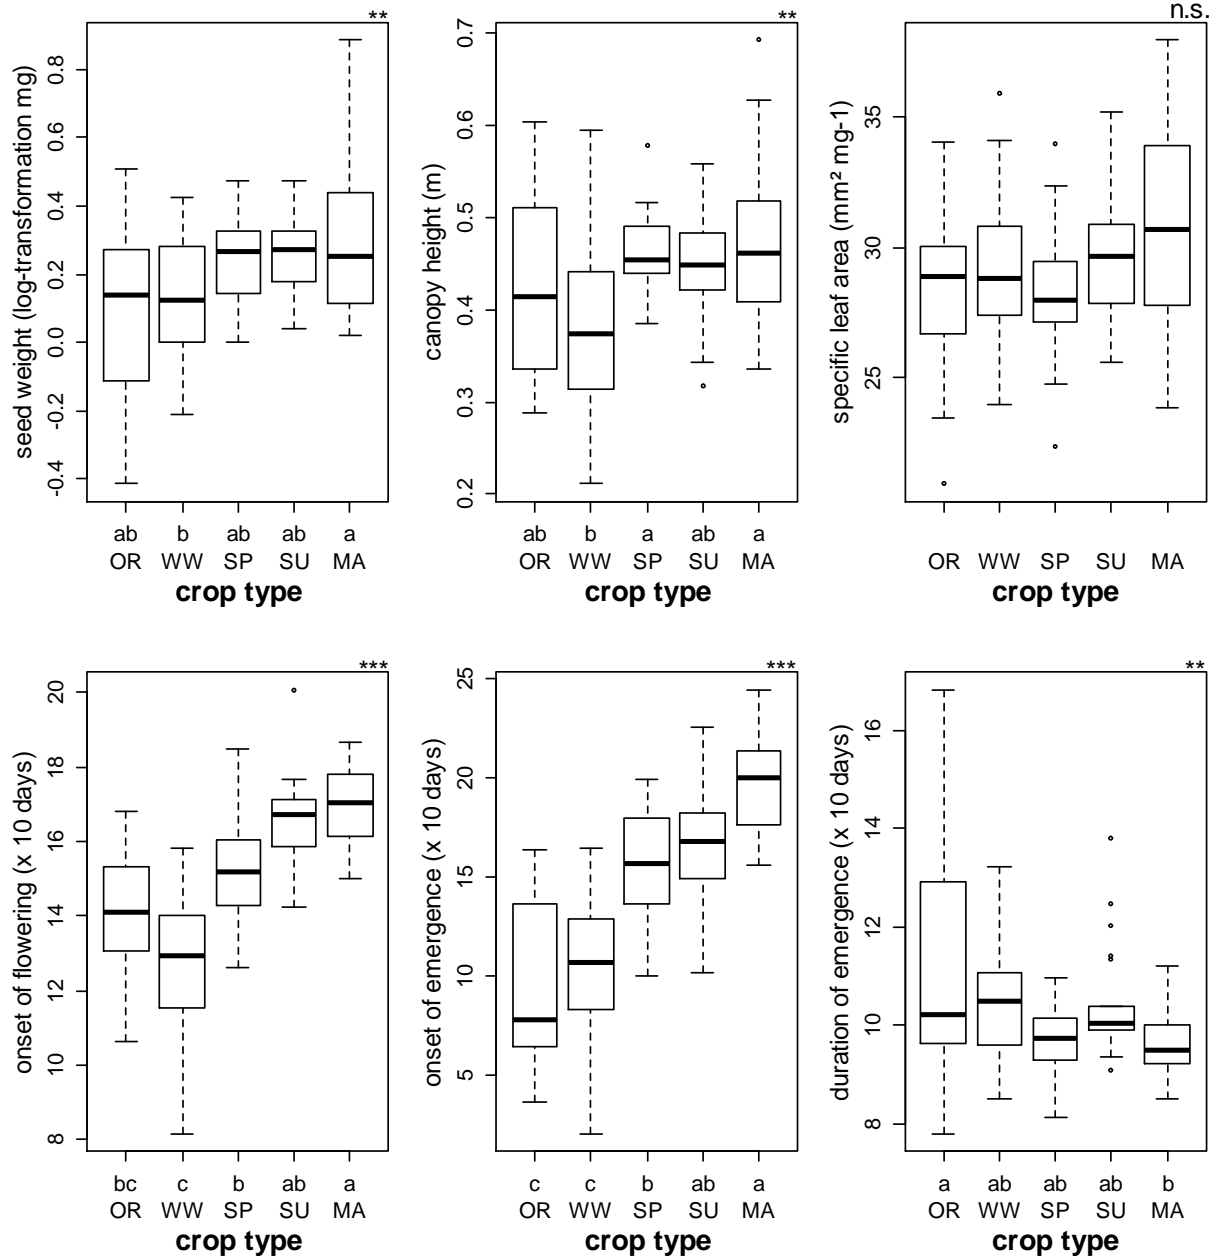 **
seed weight (log-transformation mg)
0.8
0.6
0.4
0.2
0.0
-0.2
-0.4
ab b ab ab a
OR WW SP SU MA
crop type
**
canopy height (m)
0.7
0.6
0.5
0.4
0.3
0.2
ab b a ab a
OR WW SP SU MA
crop type
n.s.
specific leaf area (mm² mg-1)
35
30
25
OR WW SP SU MA
crop type
***
onset of flowering (x 10 days)
20
18
16
14
12
10
8
bc c b ab a
OR WW SP SU MA
crop type
***
onset of emergence (x 10 days)
25
20
15
10
5
c c b ab a
OR WW SP SU MA
crop type
**
duration of emergence (x 10 days)
16
14
12
10
8
a ab ab ab b
OR WW SP SU MA
crop type